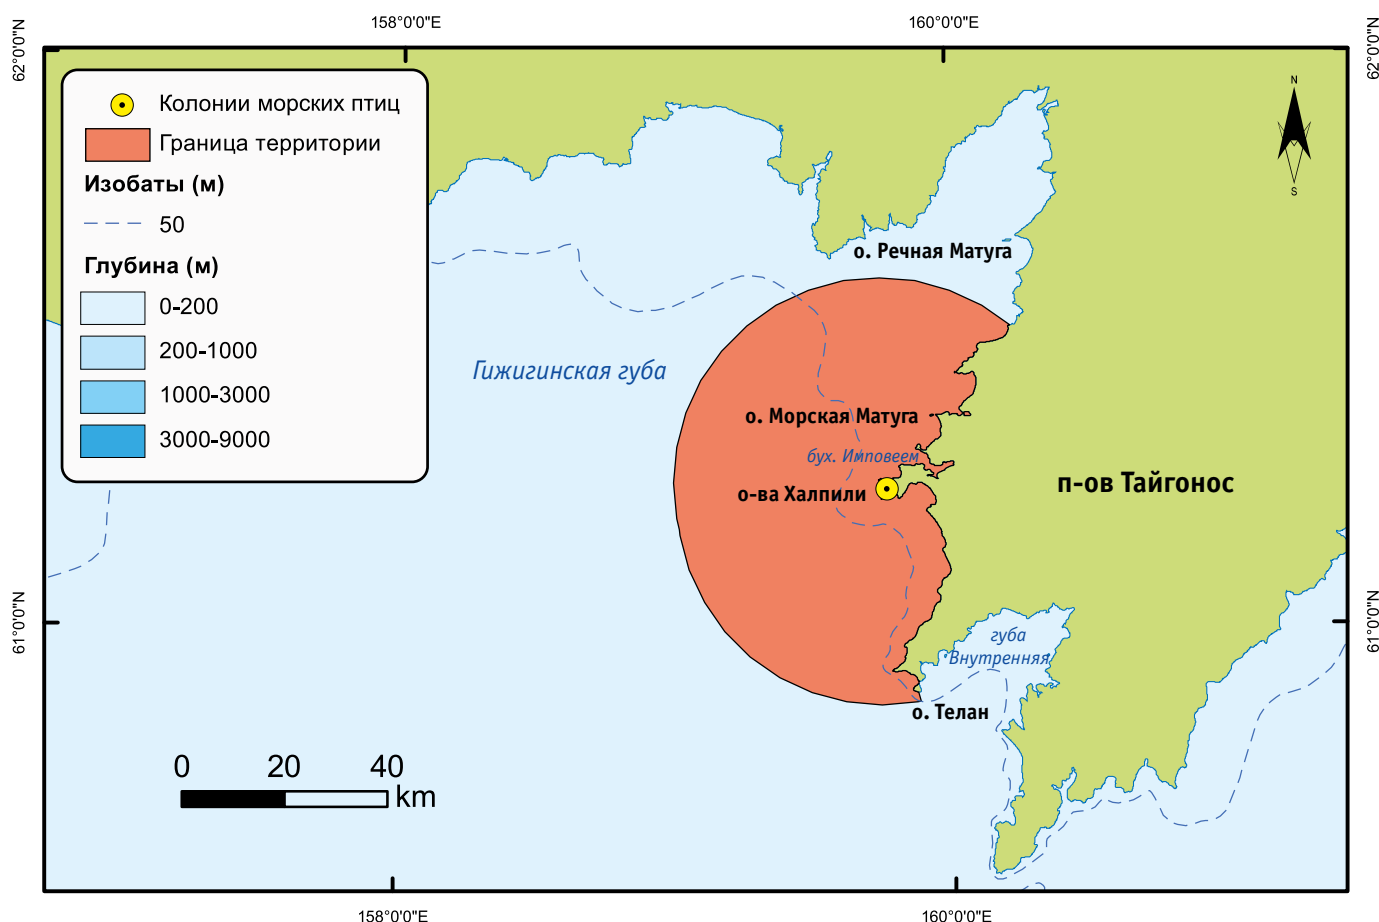 158°0'0"E
160°0'0"E
62°0'0"N
62°0'0"N
Колонии морских птиц
Граница территории
Изобаты (м)
50
Глубина (м)
0-200
200-1000
1000-3000
3000-9000
N
S
о. Речная Матуга
Гижигинская губа
о. Морская Матуга
бух. Имповеем
о-ва Халпили
п-ов Тайгонос
61°0'0"N
61°0'0"N
губа
Внутренняя
о. Телан
0 20 40
km
158°0'0"E
160°0'0"E